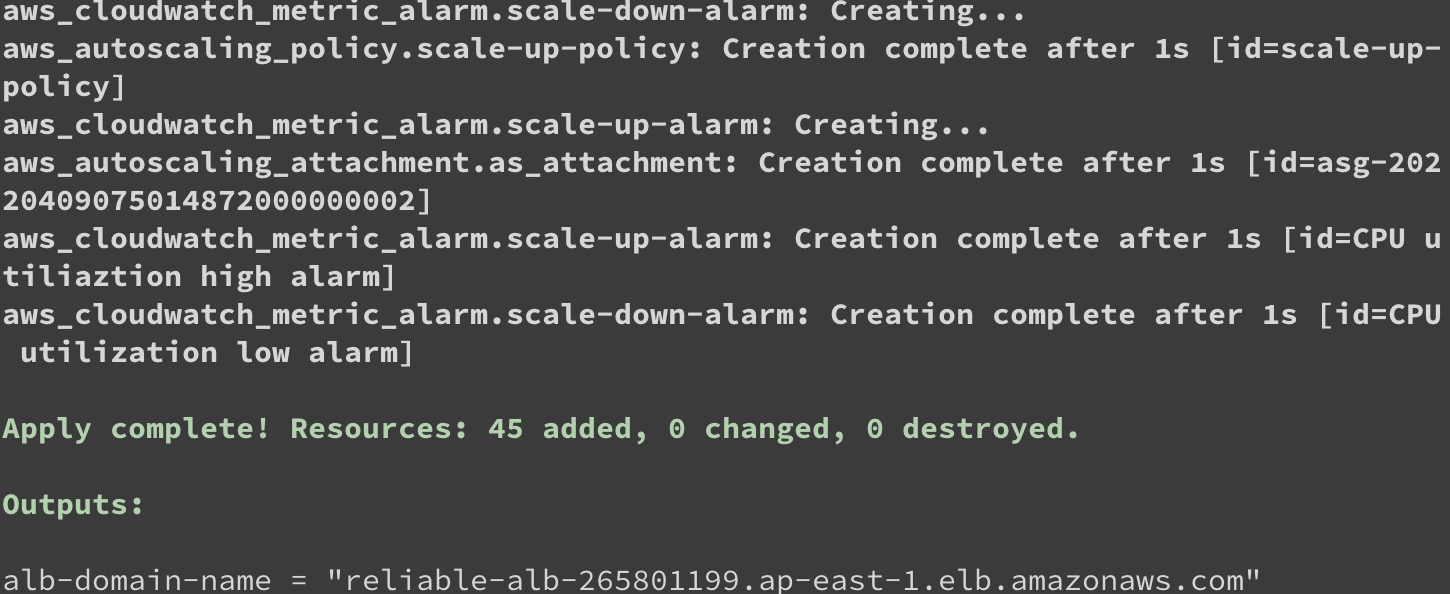 aws_cloudwatch_metric_alarm.scale-down-alarm: Creating...
aws_autoscaling_policy.scale-up-policy: Creation complete after 1s [id=scale-up-
policy]
aws_cloudwatch_metric_alarm.scale-up-alarm: Creating...
aws_autoscaling_attachment.as_attachment: Creation complete after 1s [id=asg-202
20409075014872000000002]
aws_cloudwatch_metric_alarm.scale-up-alarm: Creation complete after 1s [id=CPU u
tiliaztion high alarm]
aws_cloudwatch_metric_alarm.scale-down-alarm: Creation complete after 1s [id=CPU
 utilization low alarm]
Apply complete! Resources: 45 added, 0 changed, 0 destroyed.
Outputs:
alb-domain-name = "reliable-alb-265801199.ap-east-1.elb.amazonaws.com"